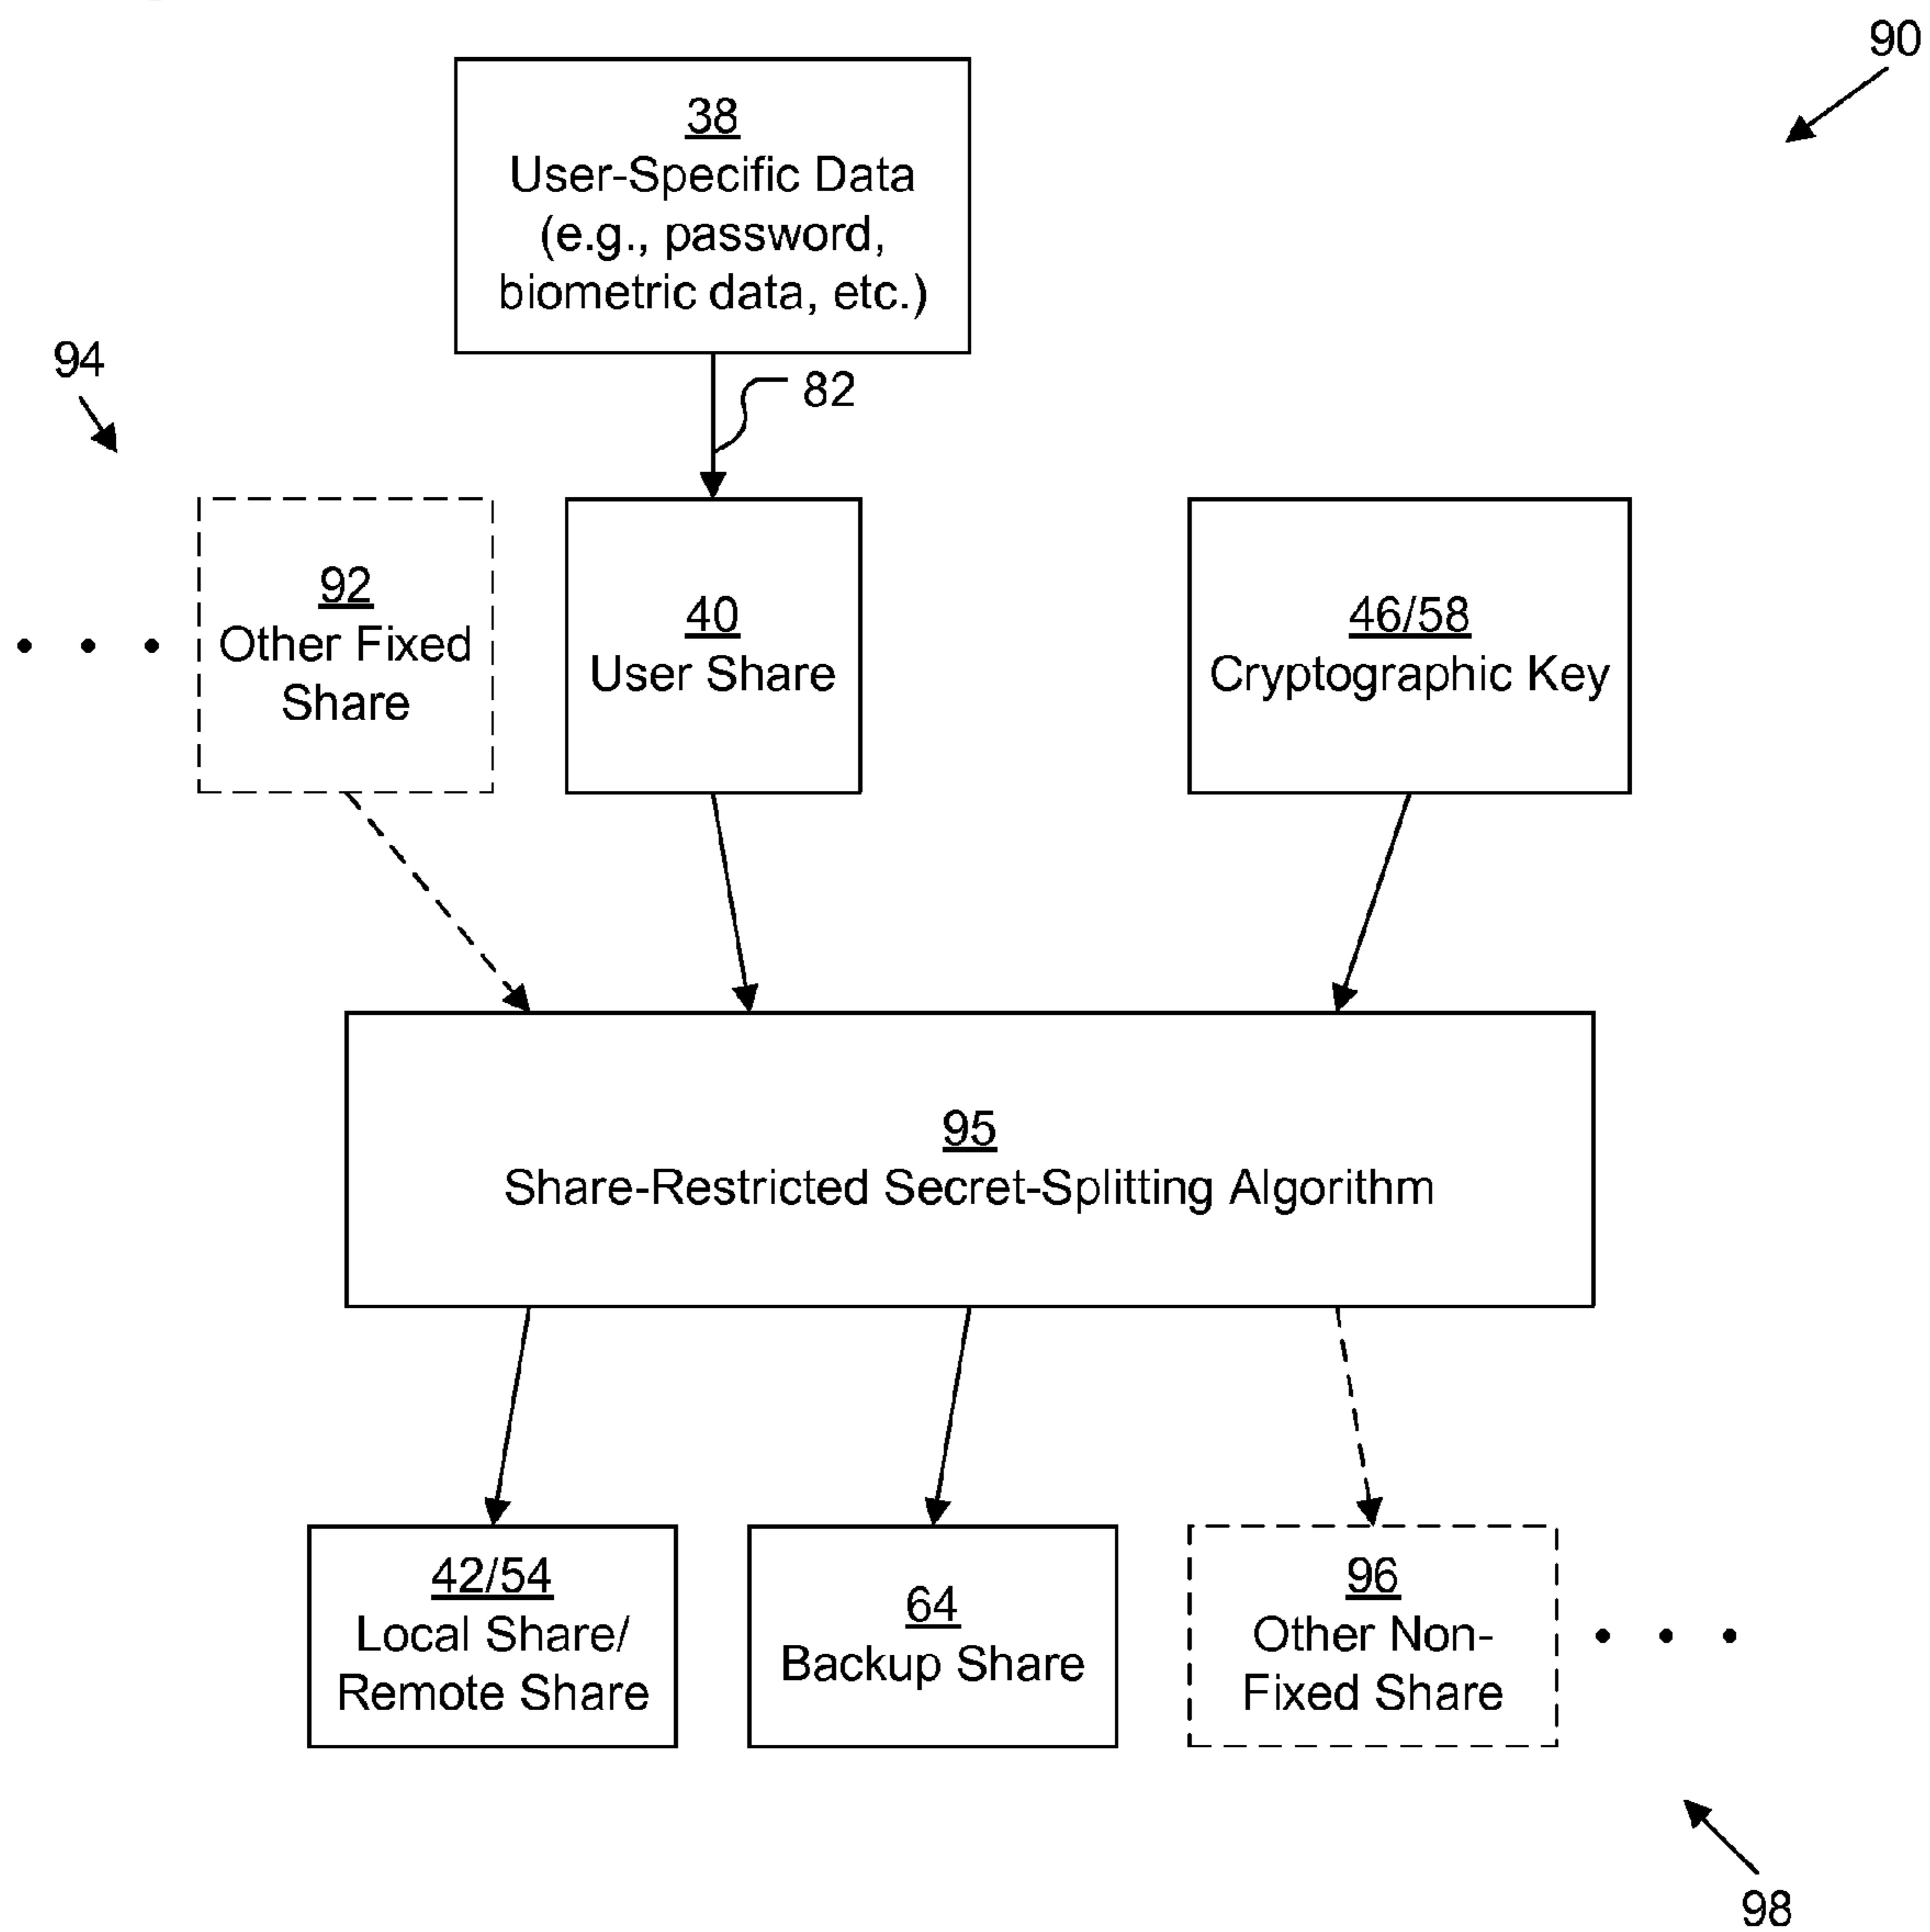 90
38
User-Specific Data
(e.g., password,
biometric data, etc.)
94
82
92
Other Fixed
Share
40
User Share
46/58
Cryptographic Key
95
Share-Restricted Secret-Splitting Algorithm
42/54
Local Share/
Remote Share
64
Backup Share
96
Other Non-
Fixed Share
98